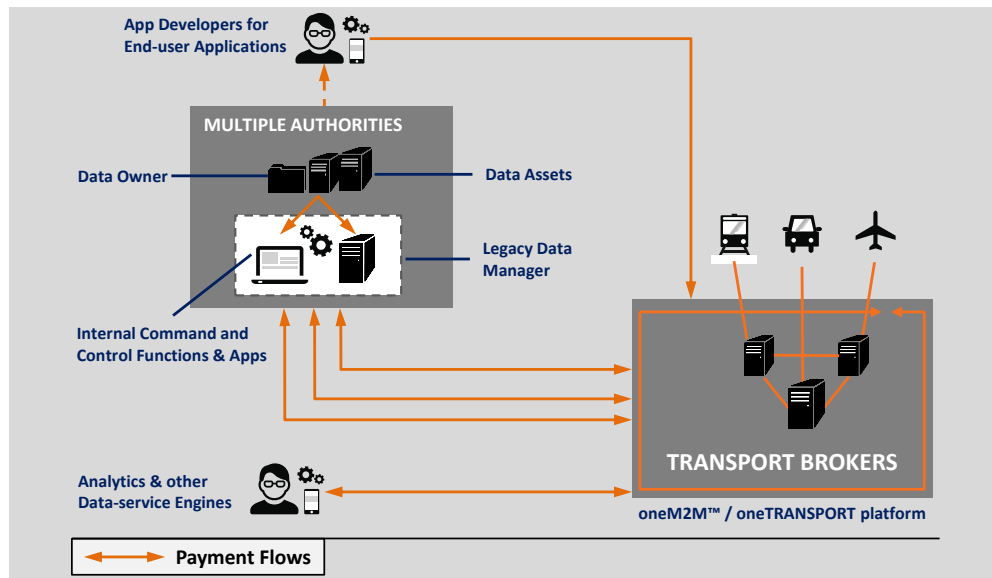 App Developers for
End-user Applications
MULTIPLE AUTHORITIES
Data Owner
Data Assets
Legacy Data
Manager
Internal Command and
Control Functions & Apps
TRANSPORT BROKERS
Analytics & other
Data-service Engines
oneM2M™ / oneTRANSPORT platform
Payment Flows